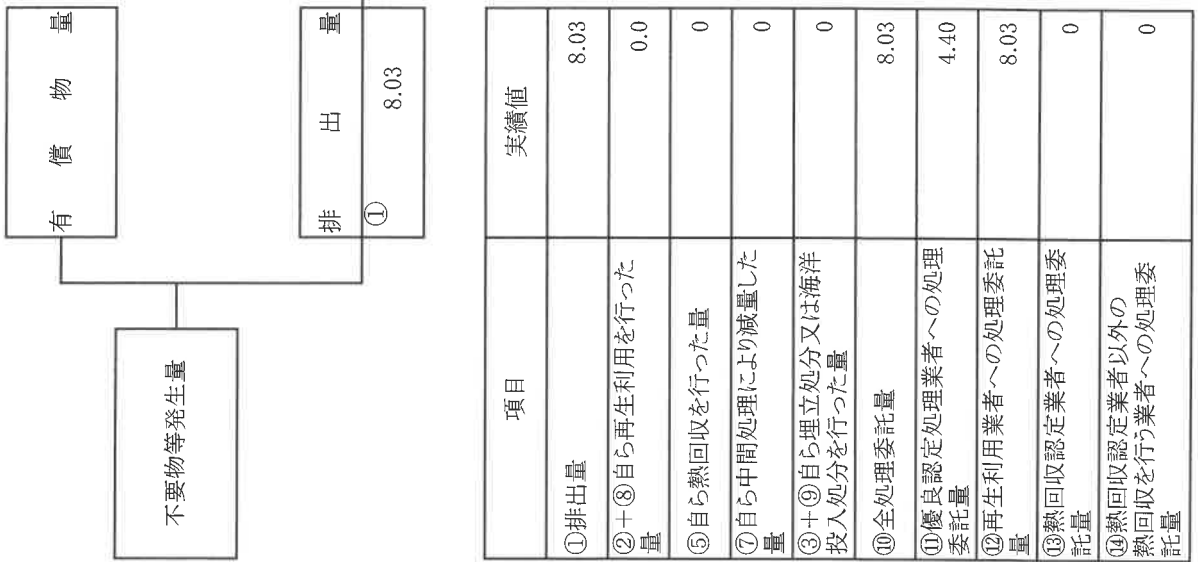 有償物量
不要物等発生量
排出量
①
8.03
項目
実績値
①排出量
8.03
②+⑧自ら再生利用を行った
量
0.0
⑤自ら熱回収を行った量
0
⑦自ら中間処理により減量した
量
0
③+⑨自ら埋立処分又は海洋
投入処分を行った量
0
⑩全処理委託量
8.03
⑪優良認定処理業者への処理
委託量
4.40
⑫再生利用業者への処理委託
量
8.03
⑬熱回収認定業者への処理委
託量
0
⑭熱回収認定業者以外の
熱回収を行う業者への処理委
託量
0